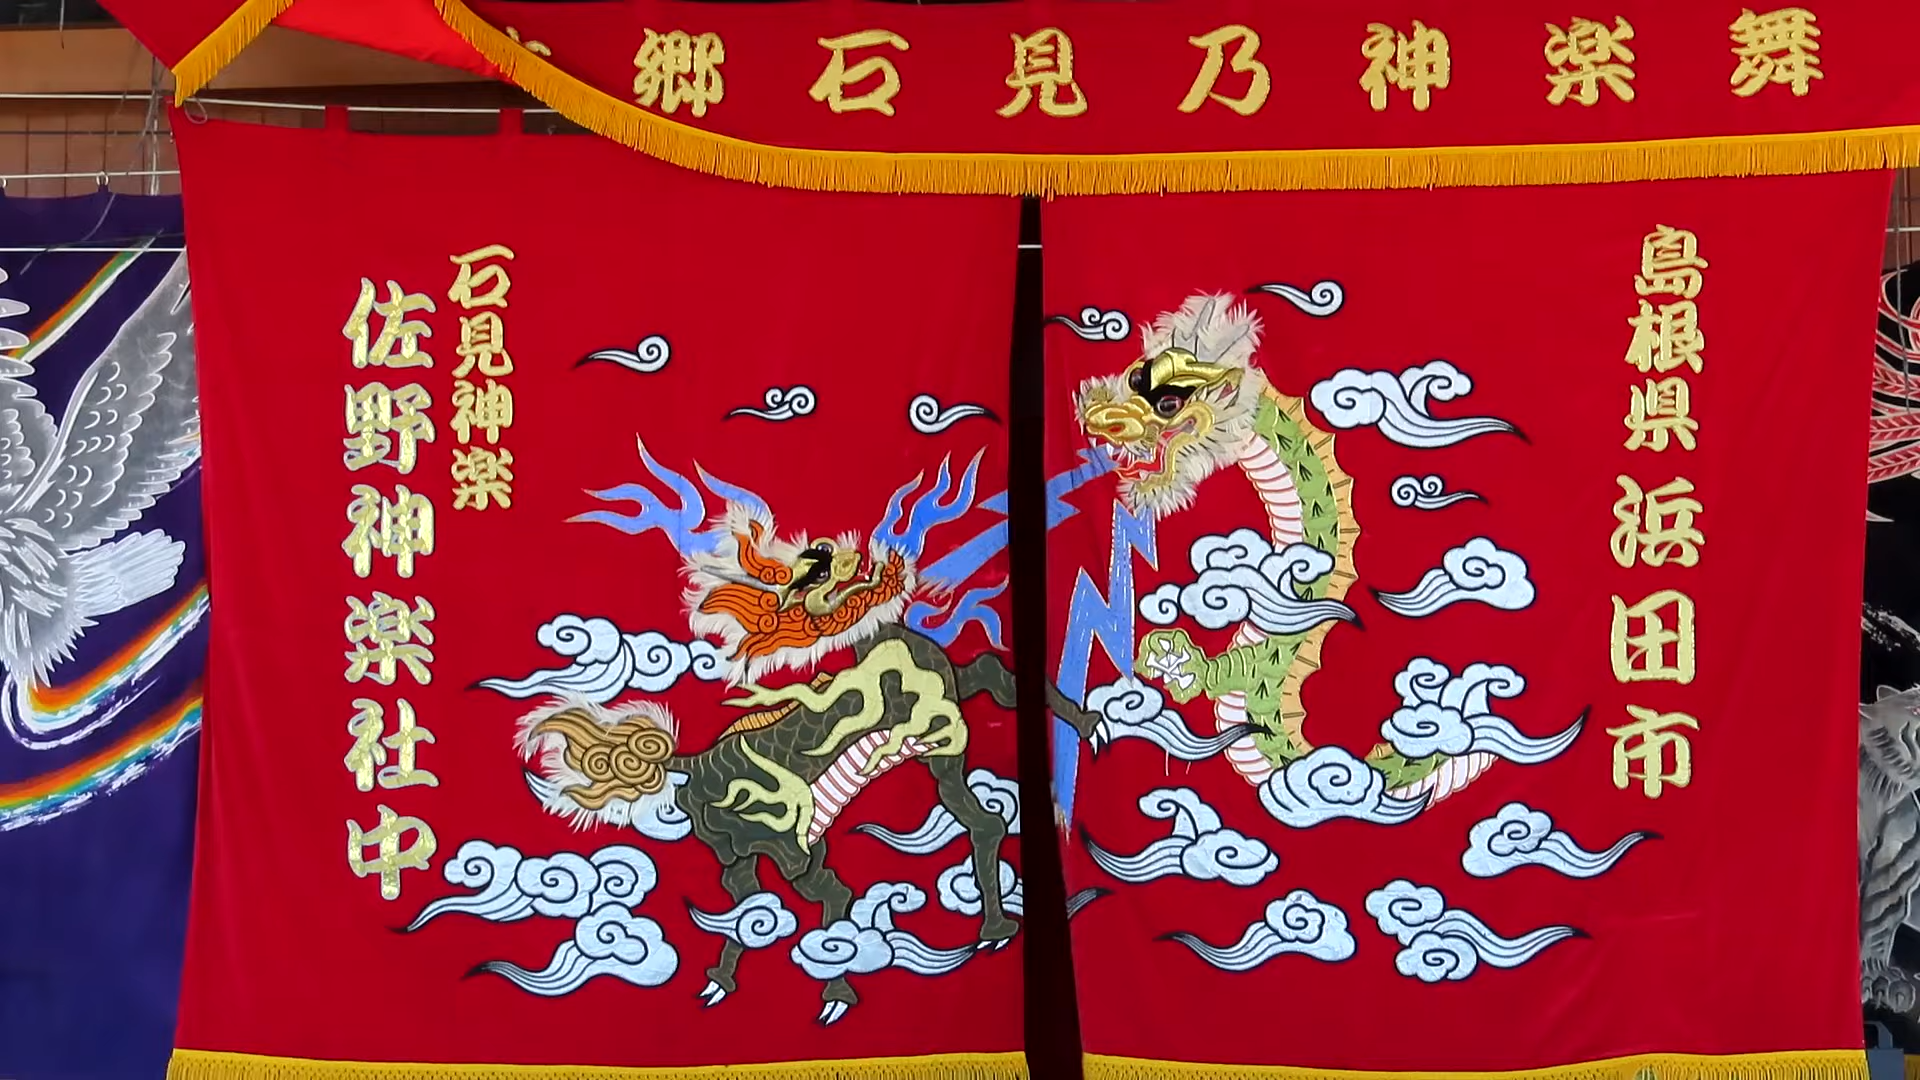 郷石見乃神楽舞
島根県浜田市
石見神楽
佐野神楽社中